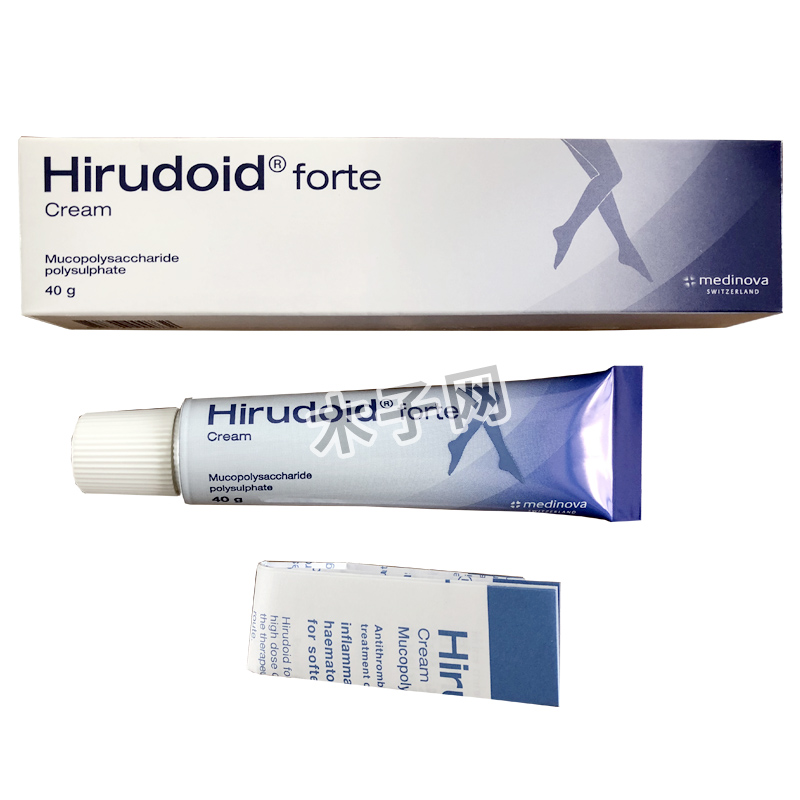 Hirudoid® forte
Cream
Mucopolysaccharide
polysulphate
40 g
medinova
SWITZERLAND
Hirudoid® forte
Cream
Mucopolysaccharide
polysulphate
40 g
medinova
SWITZERLAND
木子网
Hiru
Cream
Mucopoly
Antithromb
treatment
inflamma
haemato
for softe
Hirudoid fo
high dose
the therape